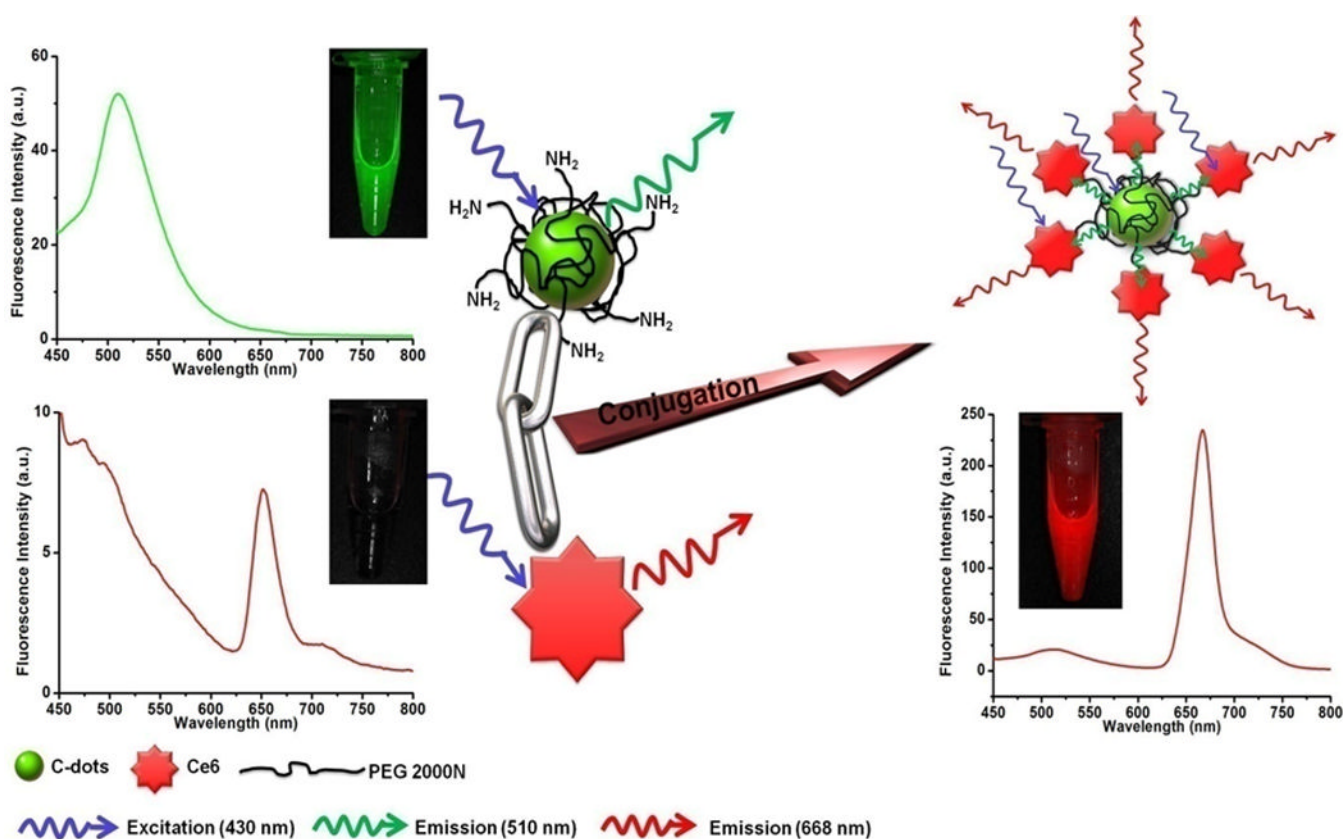 60
40
20
0
Fluorescence Intensity (a.u.)
450 500 550 600 650 700 750 800
Wavelength (nm)
NH2
H2N
NH2
NH2
NH2
NH2
NH2
Conjugation
10
5
0
Fluorescence Intensity (a.u.)
450 500 550 600 650 700 750 800
Wavelength (nm)
250
200
150
100
50
0
Fluorescence Intensity (a.u.)
450 500 550 600 650 700 750 800
Wavelength (nm)
C-dots Ce6 PEG 2000N
Excitation (430 nm) Emission (510 nm) Emission (668 nm)